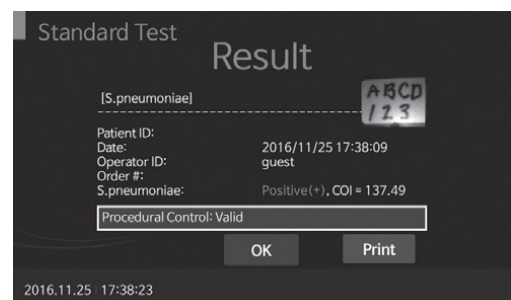 Standard Test
Result
[S.pneumoniae]
ABCD
123
Patient ID:
Date: 2016/11/25 17:38:09
Operator ID: guest
Order #:
S.pneumoniae: Positive(+), COI = 137.49
Procedural Control: Valid
OK Print
2016.11.25 17:38:23